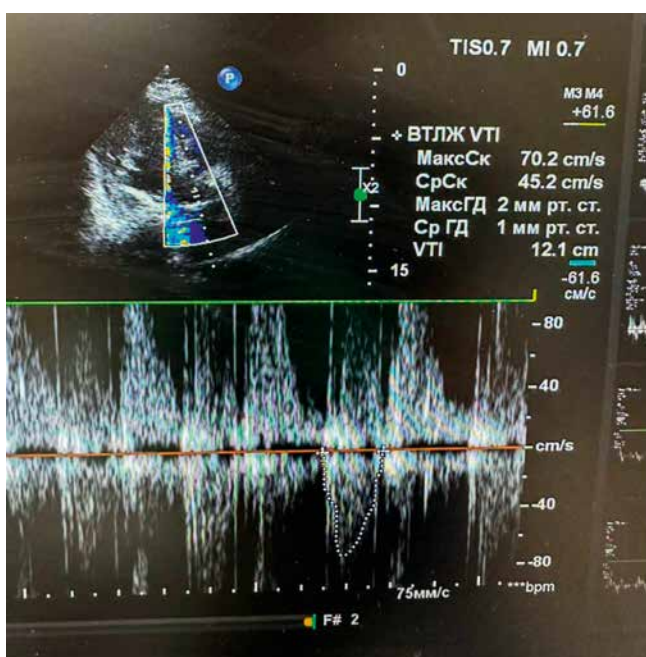 TIS0.7 MI 0.7
P
0
М3 М4
+61.6
ВТЛЖ VTI
МаксСк 70.2 cm/s
СрСк 45.2 cm/s
МаксГД 2 мм рт. ст.
Ср ГД 1 мм рт. ст.
VTI 12.1 cm
X2
15
-61.6
см/с
-80
-40
-cm/s
--40
--80
75мм/с
***bpm
F# 2